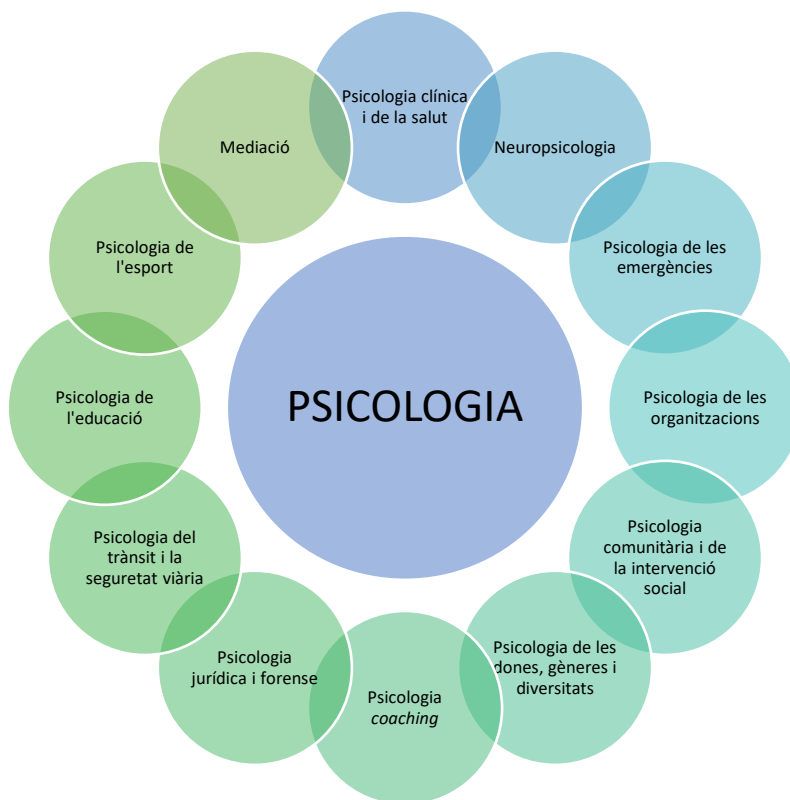 Psicologia clínica
i de la salut
Neuropsicologia
Psicologia de les
emergències
Psicologia de les
organitzacions
Psicologia
comunitària i de
la intervenció
social
Psicologia de les
dones, gèneres i
diversitats
Psicologia
coaching
Psicologia
jurídica i forense
Psicologia del
trànsit i la
seguretat viària
Psicologia de
l'educació
Psicologia de
l'esport
Mediació
PSICOLOGIA